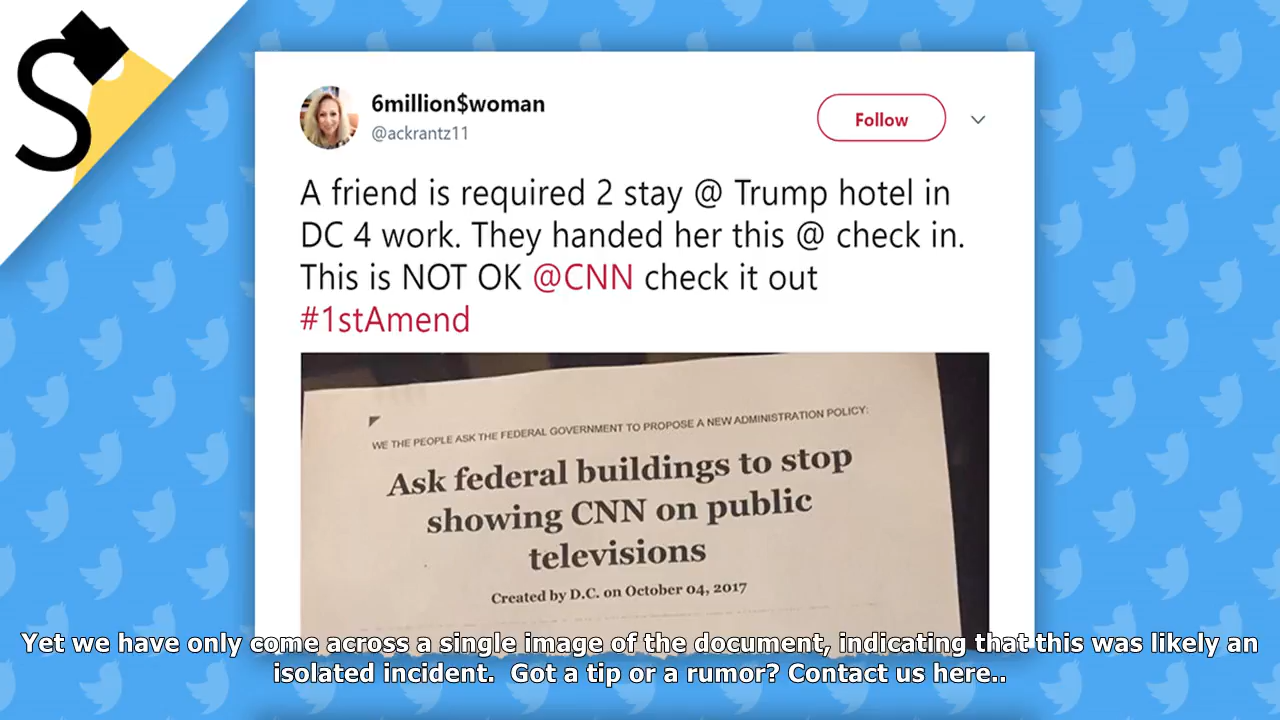 S
6million$woman
@ackrantz11
Follow
A friend is required 2 stay @ Trump hotel in
DC 4 work. They handed her this @ check in.
This is NOT OK @CNN check it out
#1stAmend
WE THE PEOPLE ASK THE FEDERAL GOVERNMENT TO PROPOSE A NEW ADMINISTRATION POLICY:
Ask federal buildings to stop
showing CNN on public
televisions
Created by D.C. on October 04, 2017
Yet we have only come across a single image of the document, indicating that this was likely an
isolated incident.  Got a tip or a rumor? Contact us here..